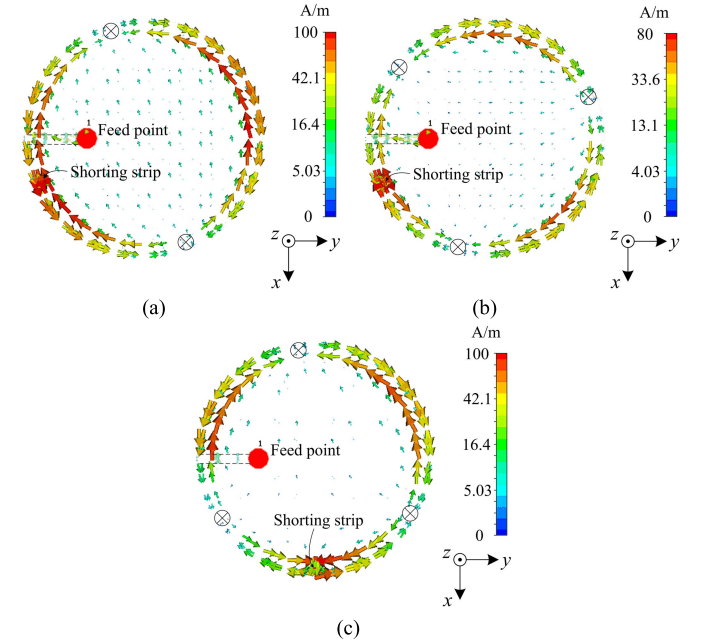 A/m
100
42.1
16.4
5.03
0
1
Feed point
Shorting strip
z
y
x
(a)
A/m
80
33.6
13.1
4.03
0
1
Feed point
Shorting strip
z
y
x
(b)
A/m
100
42.1
16.4
5.03
0
1
Feed point
Shorting strip
z
y
x
(c)